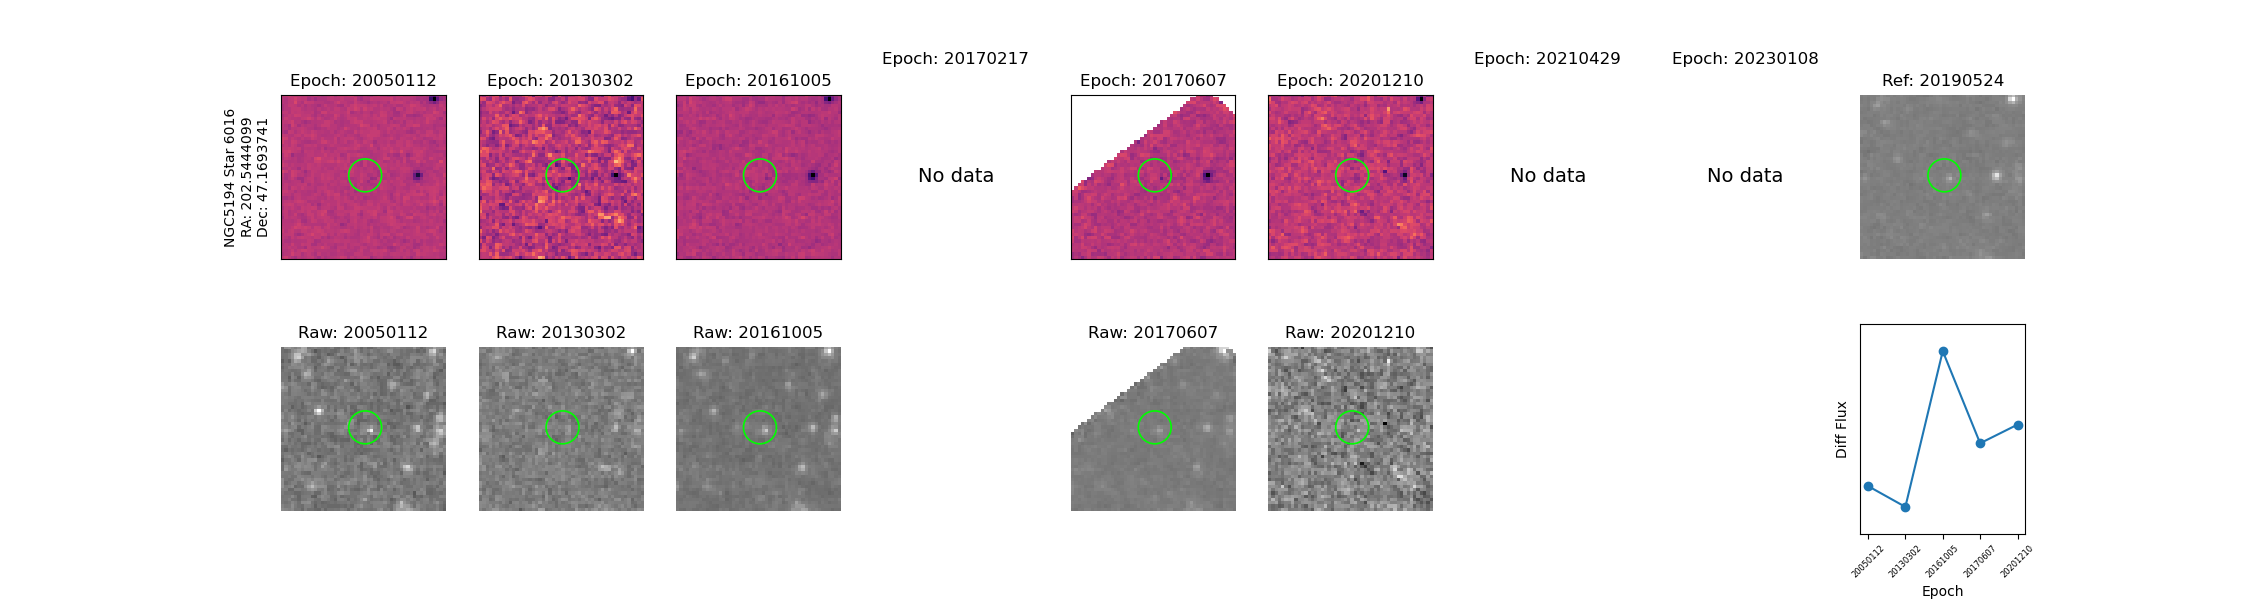 NGC5194 Star 6016
RA: 202.5444099
Dec: 47.1693741
Epoch: 20050112
Epoch: 20130302
Epoch: 20161005
Epoch: 20170217
No data
Epoch: 20170607
Epoch: 20201210
Epoch: 20210429
No data
Epoch: 20230108
No data
Ref: 20190524
Raw: 20050112
Raw: 20130302
Raw: 20161005
Raw: 20170607
Raw: 20201210
Diff Flux
20050112
20130302
20161005
20170607
20201210
Epoch